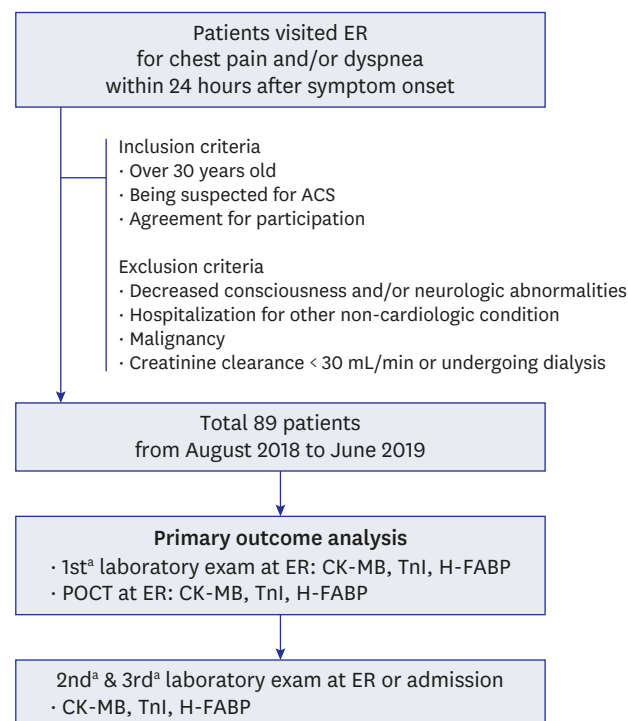 Patients visited ER
for chest pain and/or dyspnea
within 24 hours after symptom onset
Inclusion criteria
· Over 30 years old
· Being suspected for ACS
· Agreement for participation
Exclusion criteria
· Decreased consciousness and/or neurologic abnormalities
· Hospitalization for other non-cardiologic condition
· Malignancy
· Creatinine clearance < 30 mL/min or undergoing dialysis
Total 89 patients
from August 2018 to June 2019
Primary outcome analysis
· 1stᵃ laboratory exam at ER: CK-MB, TnI, H-FABP
· POCT at ER: CK-MB, TnI, H-FABP
2ndᵃ & 3rdᵃ laboratory exam at ER or admission
· CK-MB, TnI, H-FABP